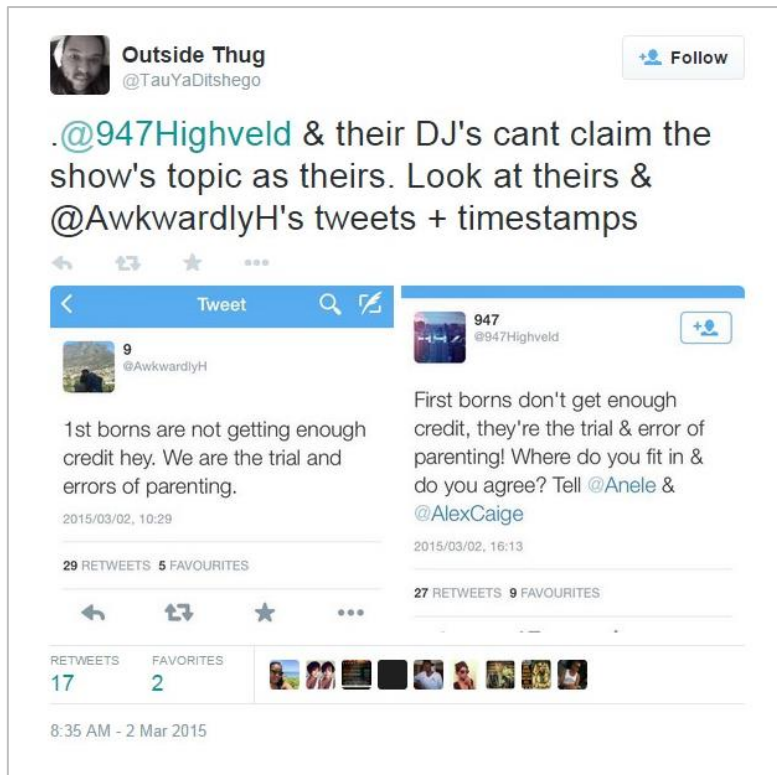 Outside Thug
@TauYaDitshego
Follow
.@947Highveld & their DJ's cant claim the
show's topic as theirs. Look at theirs &
@AwkwardlyH's tweets + timestamps
Tweet
9
@AwkwardlyH
1st borns are not getting enough
credit hey. We are the trial and
errors of parenting.
2015/03/02, 10:29
29 RETWEETS 5 FAVOURITES
947
@947Highveld
First borns don't get enough
credit, they're the trial & error of
parenting! Where do you fit in &
do you agree? Tell @Anele &
@AlexCaige
2015/03/02, 16:13
27 RETWEETS 9 FAVOURITES
RETWEETS FAVORITES
17 2
8:35 AM - 2 Mar 2015